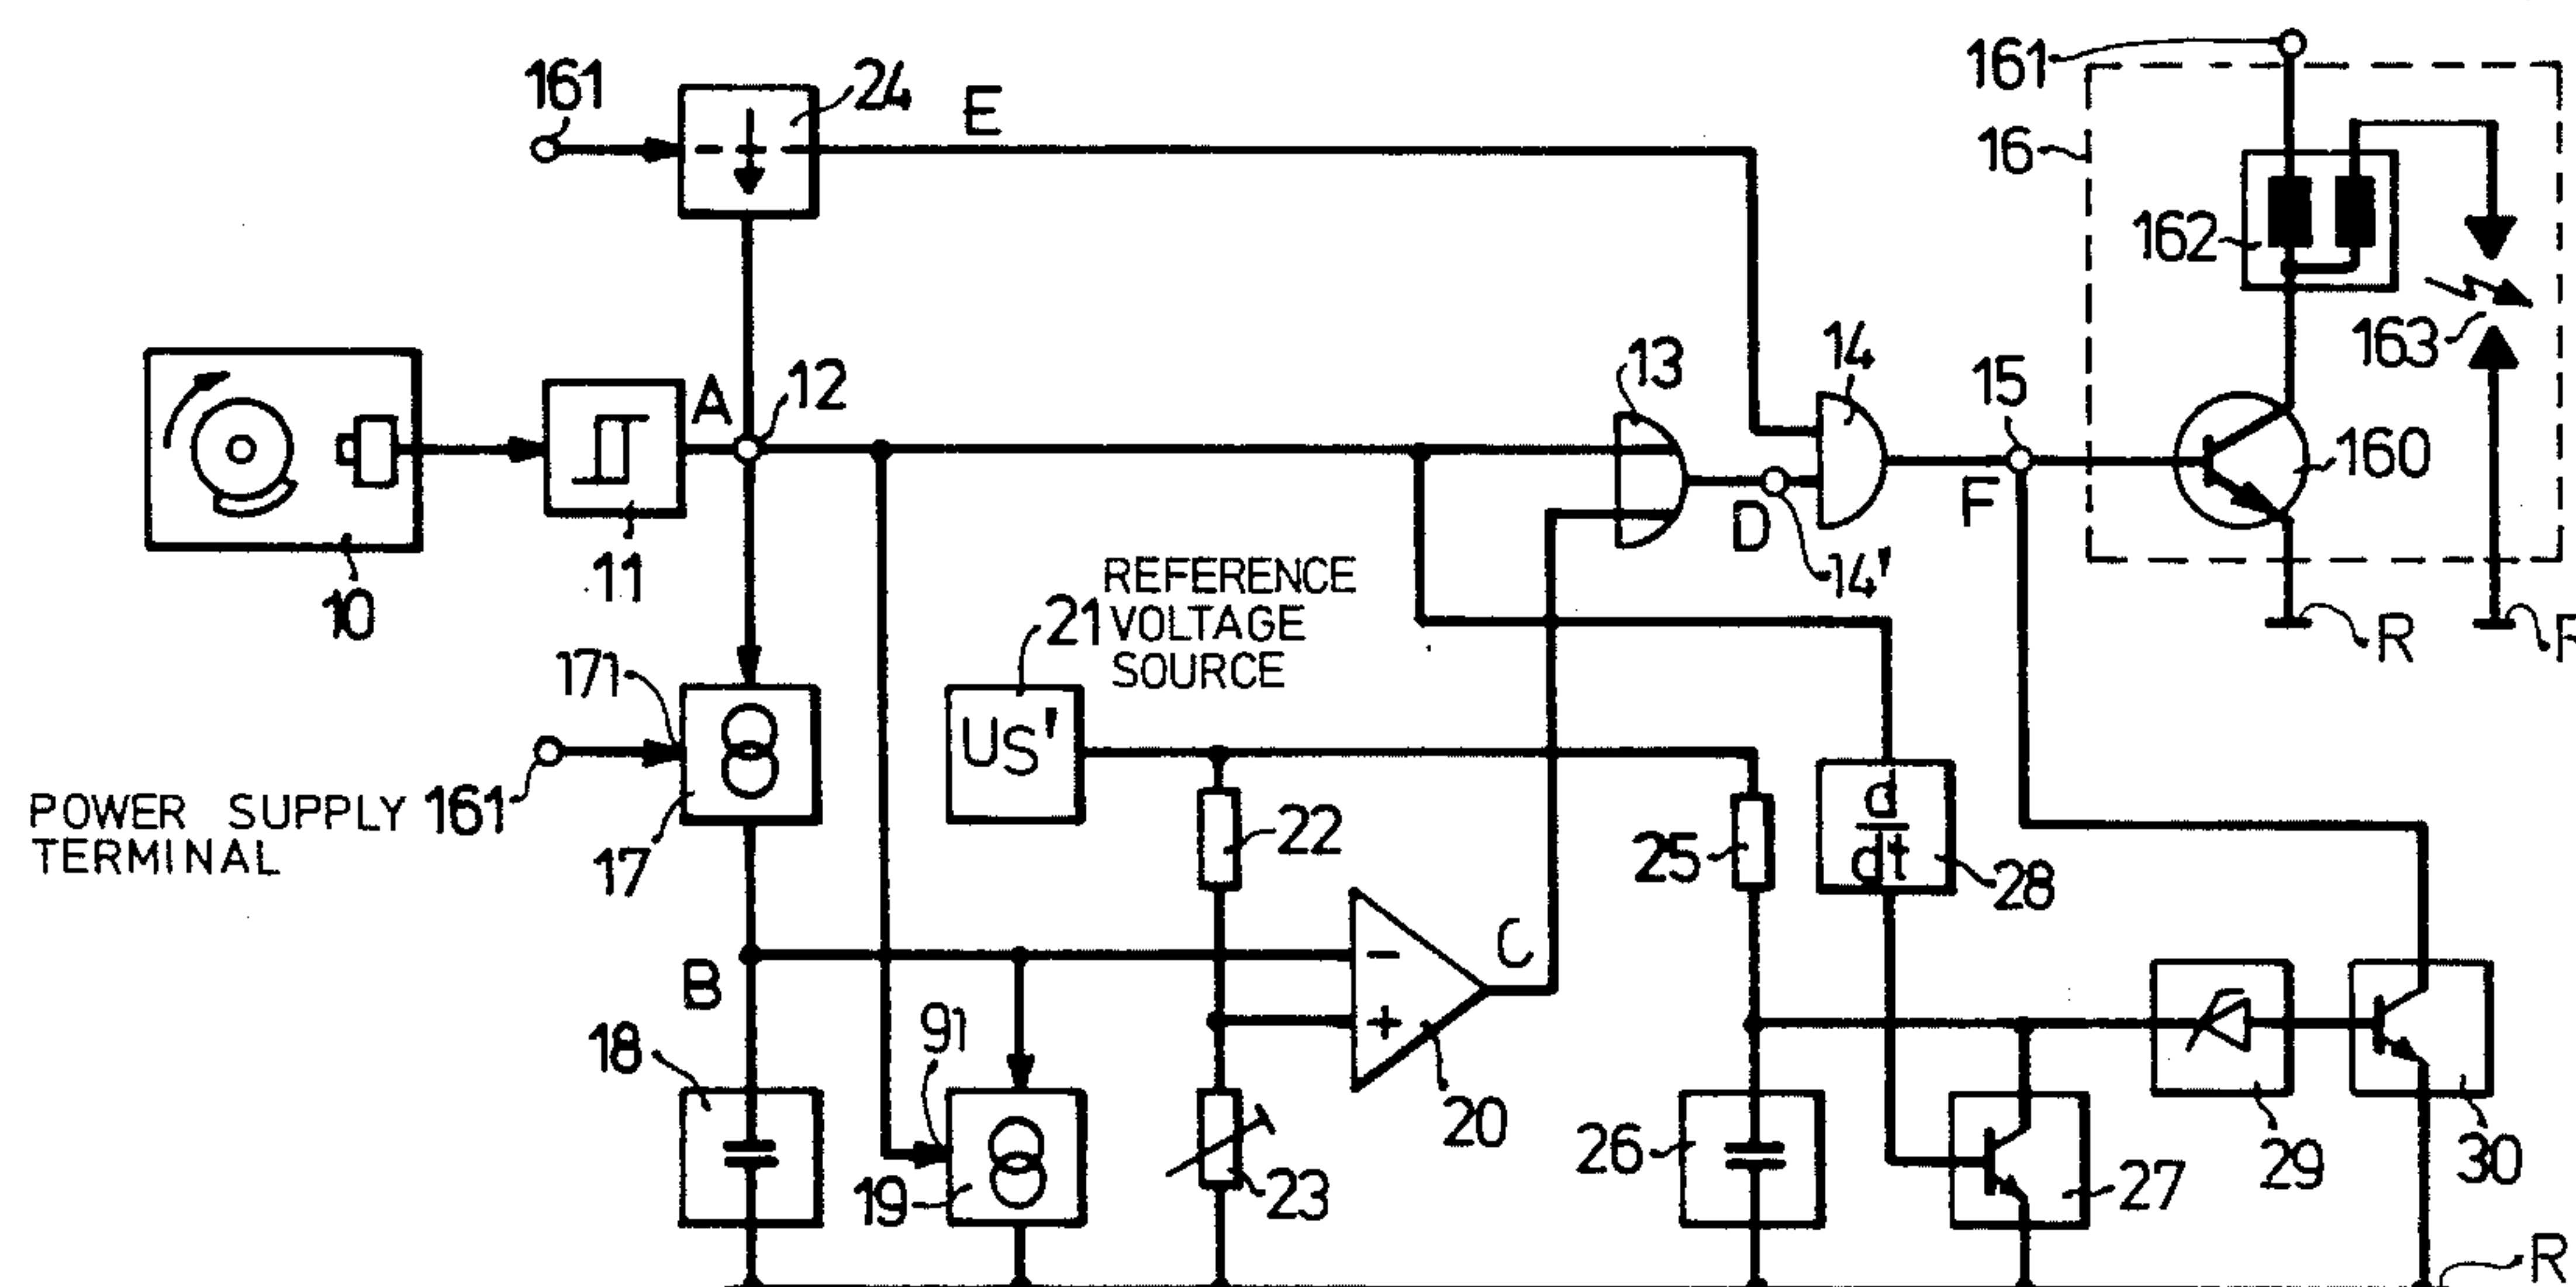 161
24
E
161
16
162
163
160
10
11
A
12
13
14
15
D
14'
F
R
R
REFERENCE
21 VOLTAGE
SOURCE
US'
171
POWER SUPPLY 161
TERMINAL
17
22
25
d
dt
28
B
C
18
91
19
-
+
20
23
26
27
29
30
R